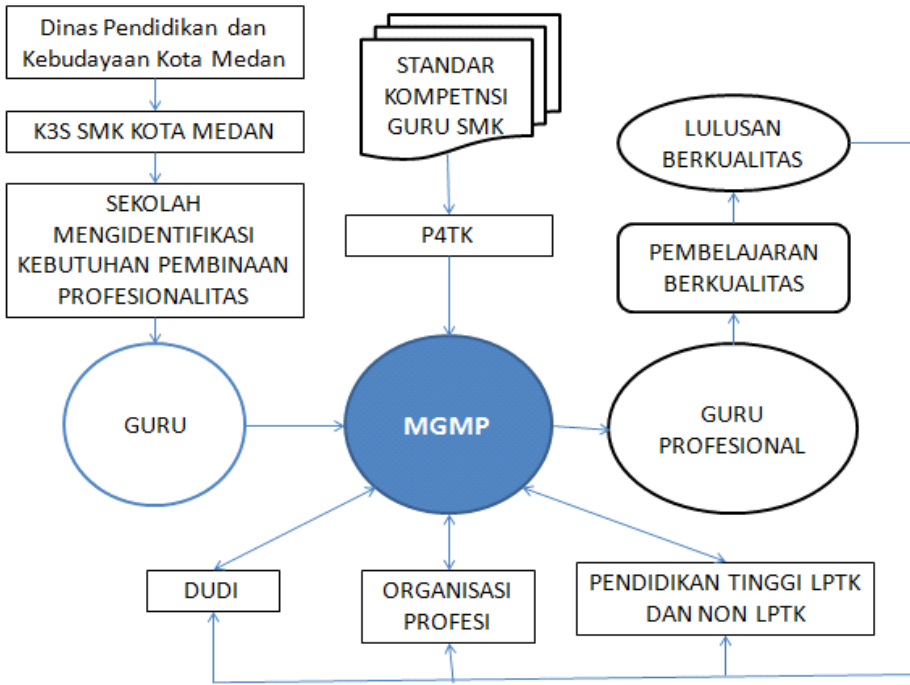 Dinas Pendidikan dan
Kebudayaan Kota Medan
K3S SMK KOTA MEDAN
SEKOLAH
MENGIDENTIFIKASI
KEBUTUHAN PEMBINAAN
PROFESIONALITAS
GURU
STANDAR
KOMPETNSI
GURU SMK
P4TK
MGMP
LULUSAN
BERKUALITAS
PEMBELAJARAN
BERKUALITAS
GURU
PROFESIONAL
DUDI
ORGANISASI
PROFESI
PENDIDIKAN TINGGI LPTK
DAN NON LPTK